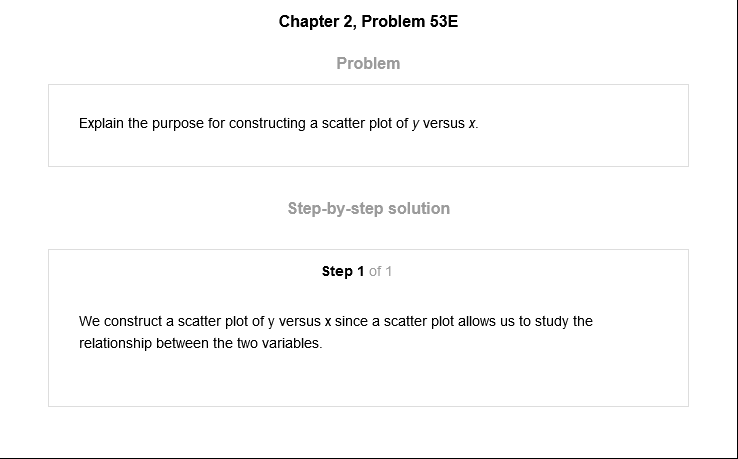 Chapter 2, Problem 53E
Problem
Explain the purpose for constructing a scatter plot of y versus x.
Step-by-step solution
Step 1 of 1
We construct a scatter plot of y versus x since a scatter plot allows us to study the
relationship between the two variables.